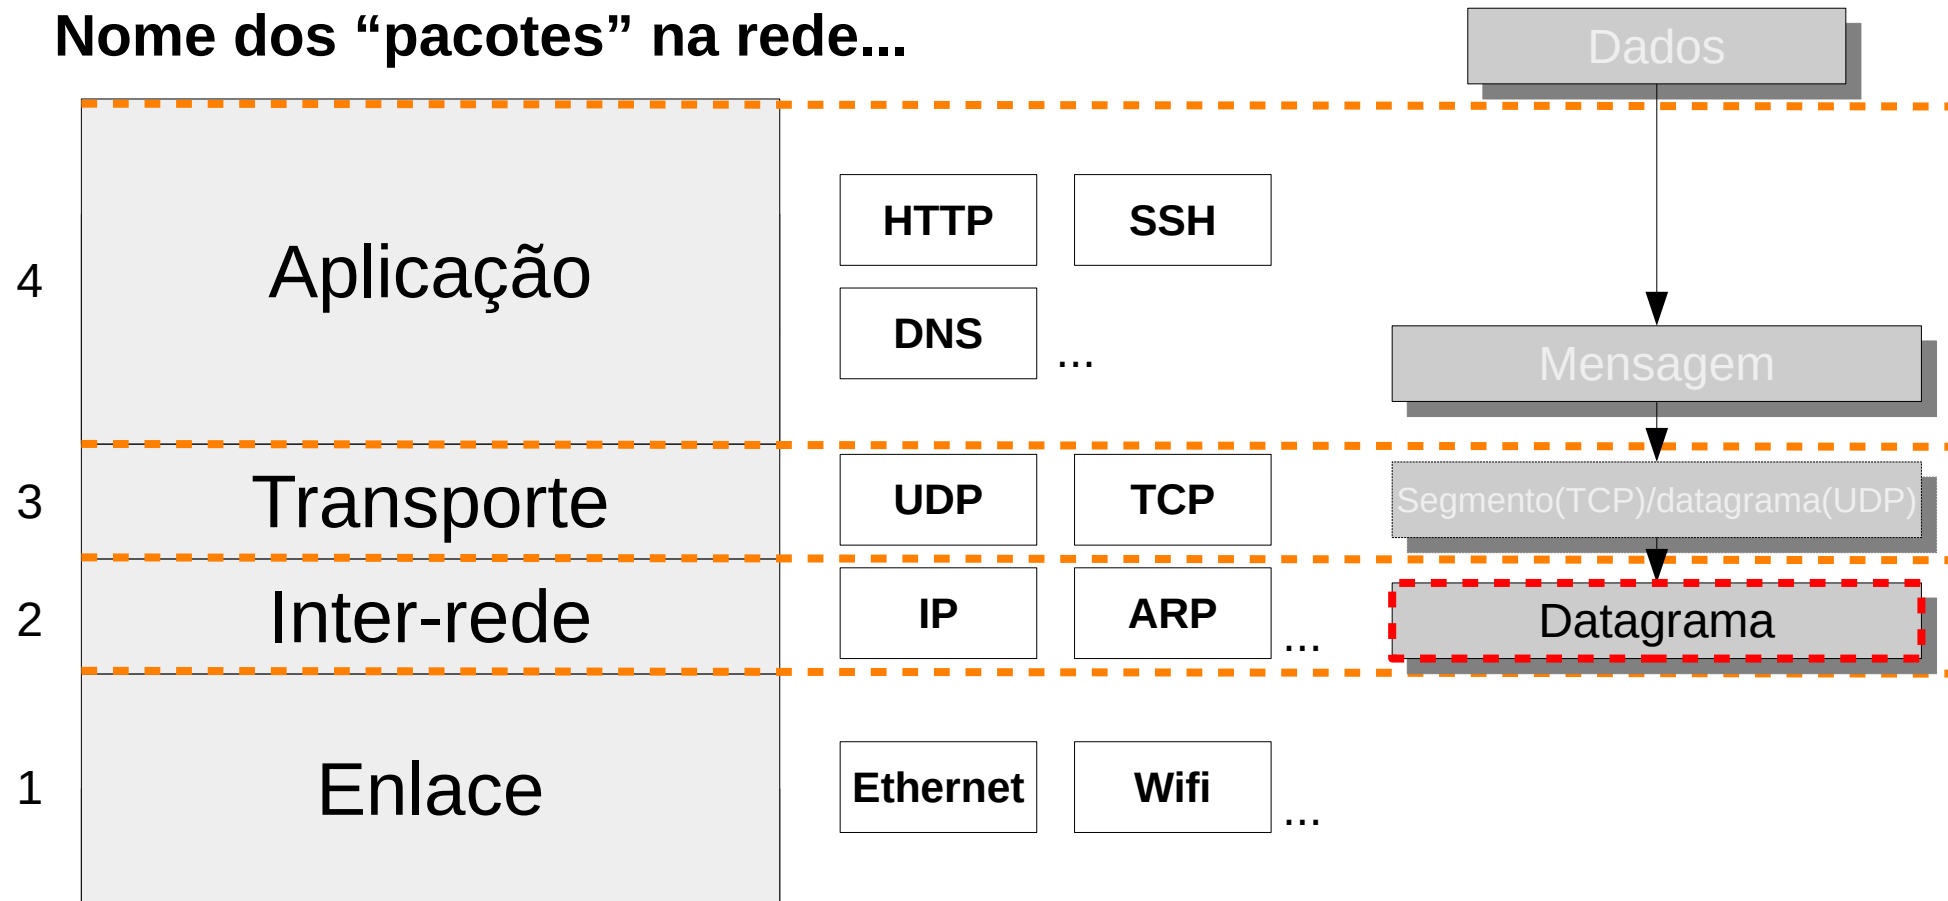 Nome dos “pacotes” na rede...
Dados
HTTP
SSH
4
Aplicação
DNS
...
Mensagem
3
Transporte
UDP
TCP
Segmento(TCP)/datagrama(UDP)
2
Inter-rede
IP
ARP
...
Datagrama
1
Enlace
Ethernet
Wifi
...